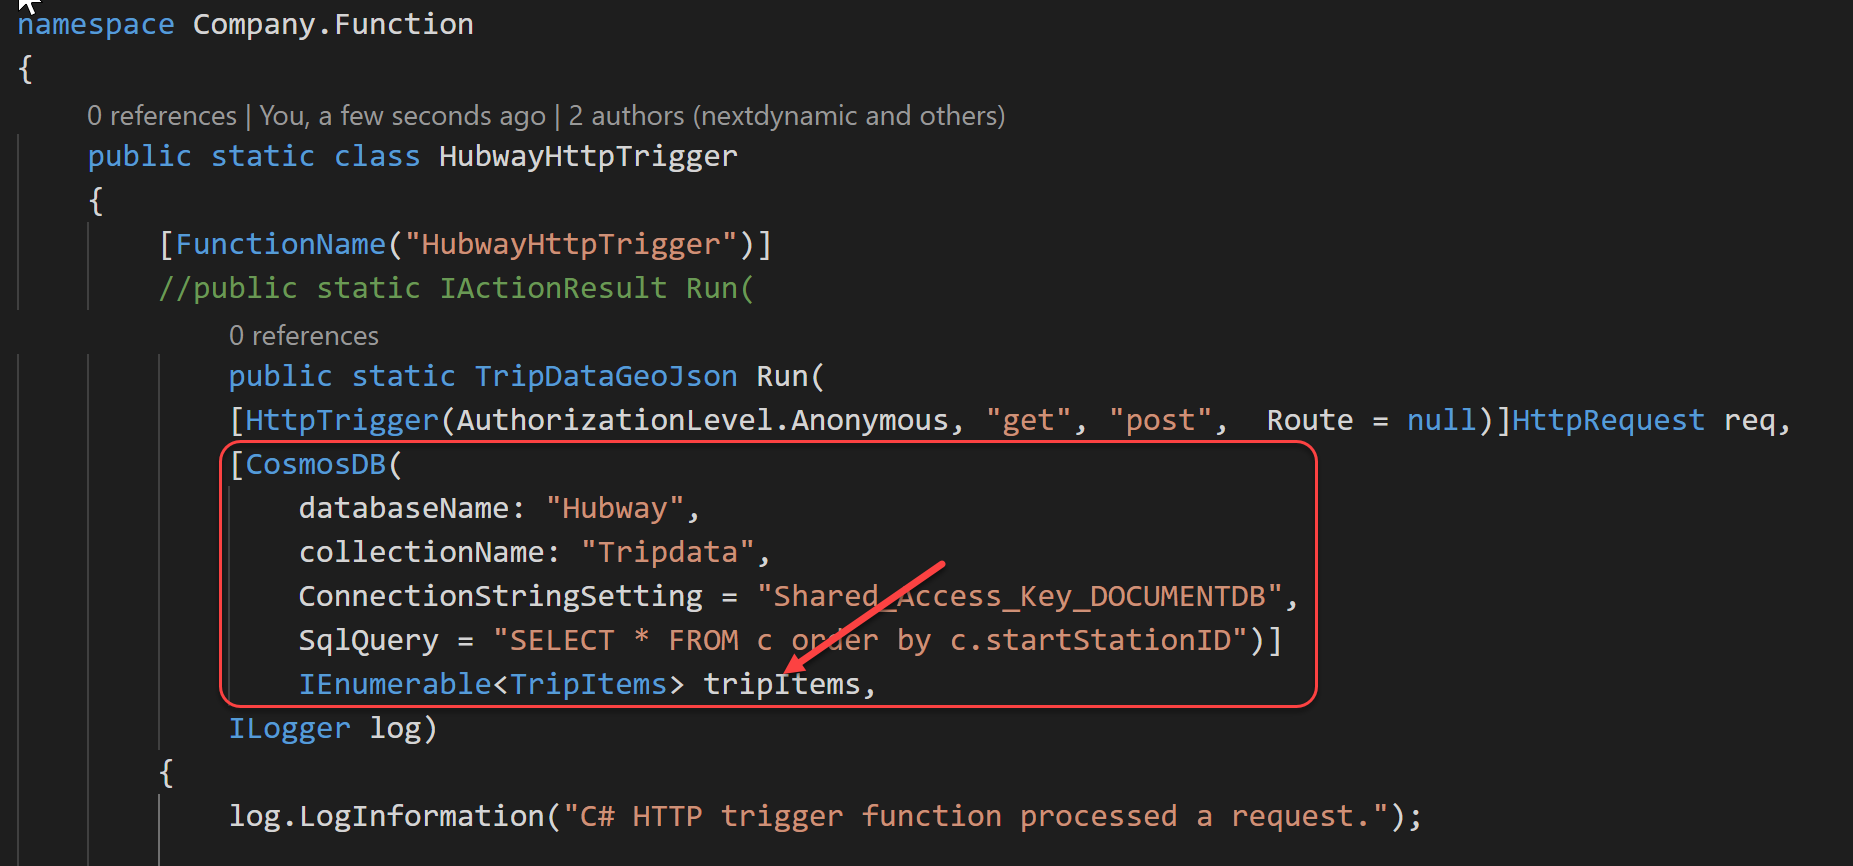 namespace Company.Function
{
0 references | You, a few seconds ago | 2 authors (nextdynamic and others)
public static class HubwayHttpTrigger
{
[FunctionName("HubwayHttpTrigger")]
//public static IActionResult Run(
0 references
public static TripDataGeoJson Run(
[HttpTrigger(AuthorizationLevel.Anonymous, "get", "post",  Route = null)]HttpRequest req,
[CosmosDB(
databaseName: "Hubway",
collectionName: "Tripdata",
ConnectionStringSetting = "Shared_Access_Key_DOCUMENTDB",
SqlQuery = "SELECT * FROM c order by c.startStationID")]
IEnumerable<TripItems> tripItems,
ILogger log)
{
log.LogInformation("C# HTTP trigger function processed a request.");